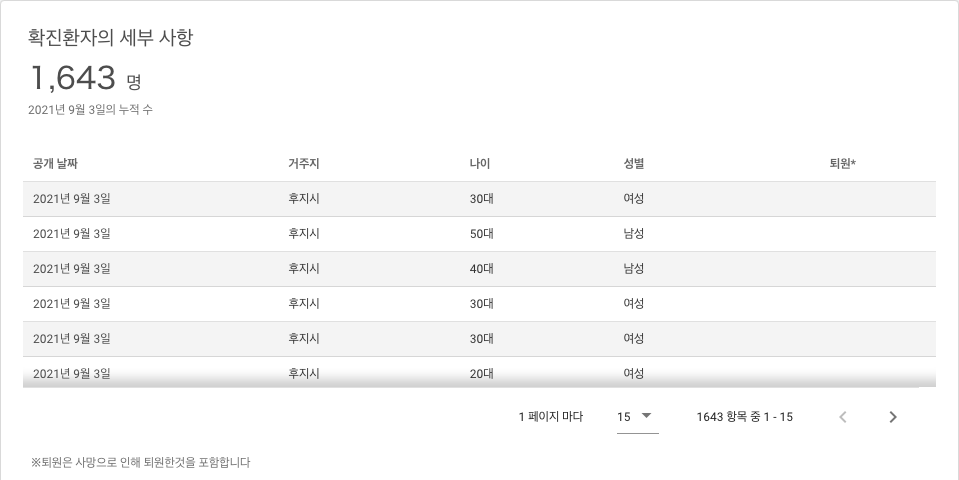 확진환자의 세부 사항
1,643 명
2021년 9월 3일의 누적 수
공개 날짜 거주지 나이 성별 퇴원*
2021년 9월 3일 후지시 30대 여성
2021년 9월 3일 후지시 50대 남성
2021년 9월 3일 후지시 40대 남성
2021년 9월 3일 후지시 30대 여성
2021년 9월 3일 후지시 30대 여성
2021년 9월 3일 후지시 20대 여성
1 페이지 마다 15 1643 항목 중 1 - 15
※퇴원은 사망으로 인해 퇴원한것을 포함합니다